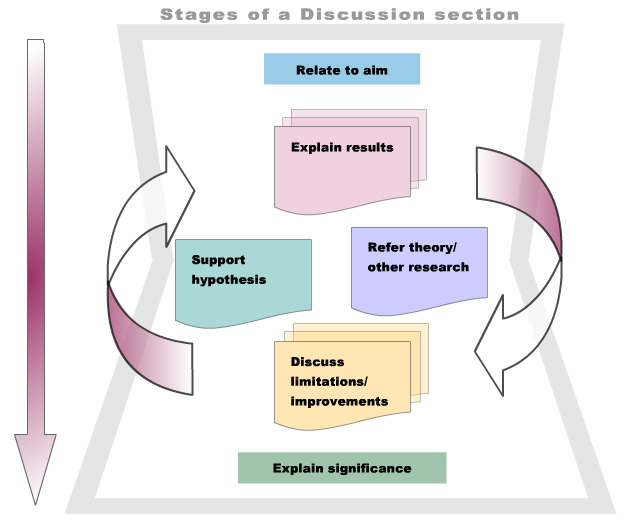 Stages of a Discussion section
Relate to aim
Explain results
Support
hypothesis
Refer theory/
other research
Discuss
limitations/
improvements
Explain significance